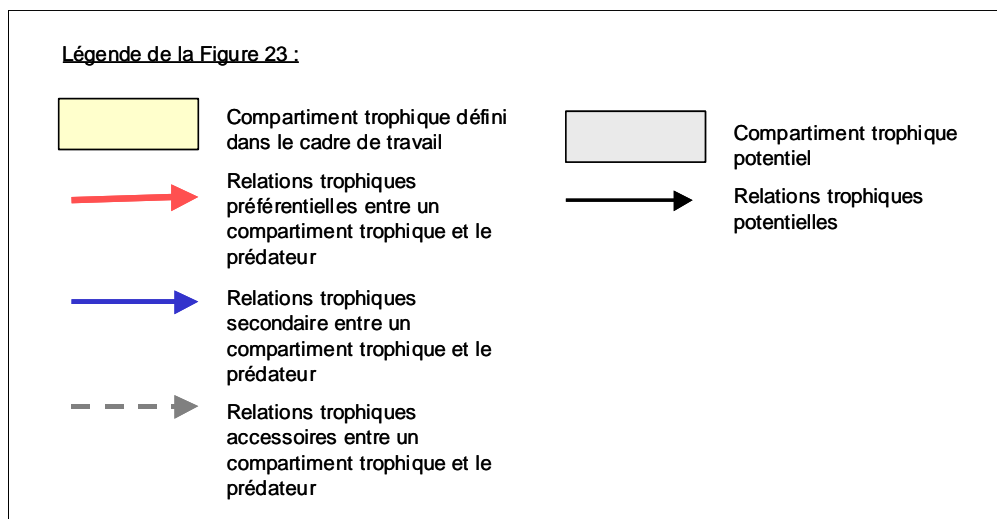 Légende de la Figure 23 :
Compartiment trophique défini
dans le cadre de travail
Relations trophiques
préférentielles entre un
compartiment trophique et le
prédateur
Relations trophiques
secondaire entre un
compartiment trophique et le
prédateur
Relations trophiques
accessoires entre un
compartiment trophique et le
prédateur
Compartiment trophique
potentiel
Relations trophiques
potentielles